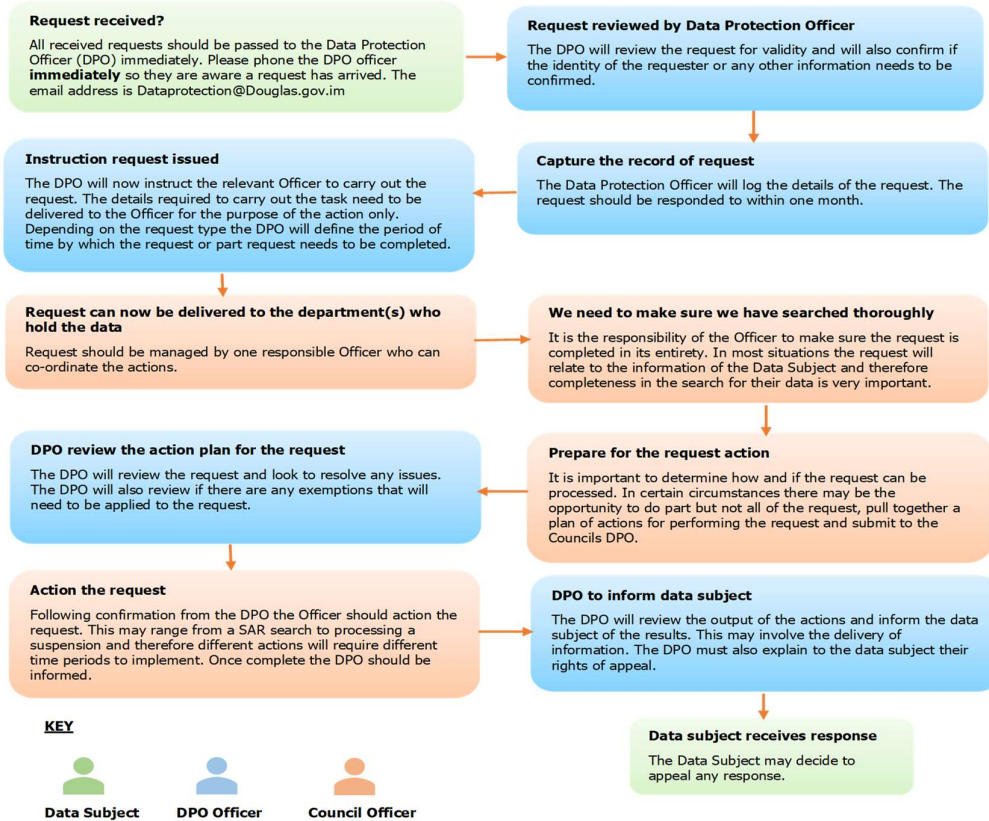 Request received?
All received requests should be passed to the Data Protection
Officer (DPO) immediately. Please phone the DPO officer
immediately so they are aware a request has arrived. The
email address is Dataprotection@Douglas.gov.im
Request reviewed by Data Protection Officer
The DPO will review the request for validity and will also confirm if
the identity of the requester or any other information needs to be
confirmed.
Capture the record of request
The Data Protection Officer will log the details of the request. The
request should be responded to within one month.
Instruction request issued
The DPO will now instruct the relevant Officer to carry out the
request. The details required to carry out the task need to be
delivered to the Officer for the purpose of the action only.
Depending on the request type the DPO will define the period of
time by which the request or part request needs to be completed.
Request can now be delivered to the department(s) who
hold the data
Request should be managed by one responsible Officer who can
co-ordinate the actions.
We need to make sure we have searched thoroughly
It is the responsibility of the Officer to make sure the request is
completed in its entirety. In most situations the request will
relate to the information of the Data Subject and therefore
completeness in the search for their data is very important.
Prepare for the request action
It is important to determine how and if the request can be
processed. In certain circumstances there may be the
opportunity to do part but not all of the request, pull together a
plan of actions for performing the request and submit to the
Councils DPO.
DPO review the action plan for the request
The DPO will review the request and look to resolve any issues.
The DPO will also review if there are any exemptions that will
need to be applied to the request.
Action the request
Following confirmation from the DPO the Officer should action the
request. This may range from a SAR search to processing a
suspension and therefore different actions will require different
time periods to implement. Once complete the DPO should be
informed.
DPO to inform data subject
The DPO will review the output of the actions and inform the data
subject of the results. This may involve the delivery of
information. The DPO must also explain to the data subject their
rights of appeal.
Data subject receives response
The Data Subject may decide to
appeal any response.
KEY
Data Subject
DPO Officer
Council Officer